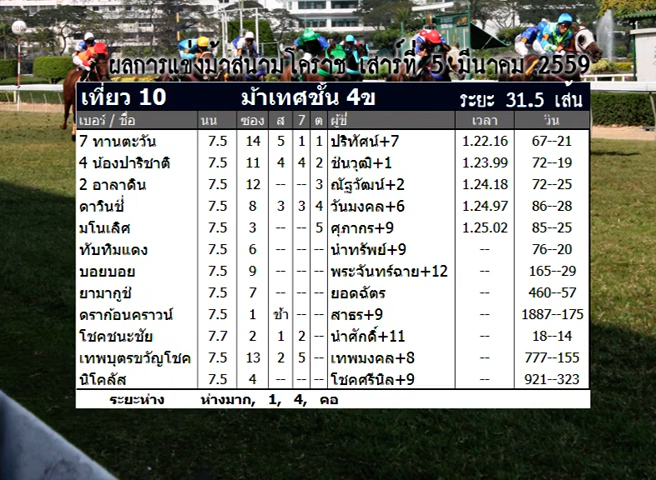 ผลการแข่งม้าสนามโคราช เสาร์ที่ 5 มีนาคม 2559
เที่ยว 10 ม้าเทศชั้น 4ข ระยะ 31.5 เส้น
เบอร์ / ชื่อ นน ซอง ส 7 ต ผู้ขี่ เวลา วิน
7 ทานตะวัน 7.5 14 5 1 1 ปริทัศน์+7 1.22.16 67--21
4 น้องปาริชาติ 7.5 11 4 4 2 ชินวุฒิ+1 1.23.99 72--19
2 อาลาดิน 7.5 12 -- -- 3 ณัฐวัฒน์+2 1.24.18 72--25
ดาวินชี่ 7.5 8 3 3 4 วันมงคล+6 1.24.97 86--28
มโนเลิศ 7.5 3 -- -- 5 ศุภากร+9 1.25.02 85--25
ทับทิมแดง 7.5 6 -- -- -- นำทรัพย์+9 -- 76--20
บอยบอย 7.5 9 -- -- -- พระจันทร์ฉาย+12 -- 165--29
ยามากูชิ 7.5 7 -- -- -- ยอดฉัตร -- 460--57
ดราก้อนคราวน์ 7.5 1 ช้า -- -- สาธร+9 -- 1887--175
โชคชนะชัย 7.7 2 1 2 -- นำศักดิ์+11 -- 18--14
เทพบุตรขวัญโชค 7.5 13 2 5 -- เทพมงคล+8 -- 777--155
นิโคลัส 7.5 4 -- -- -- โชคศรีนิล+9 -- 921--323
ระยะห่าง ห่างมาก, 1, 4, คอ